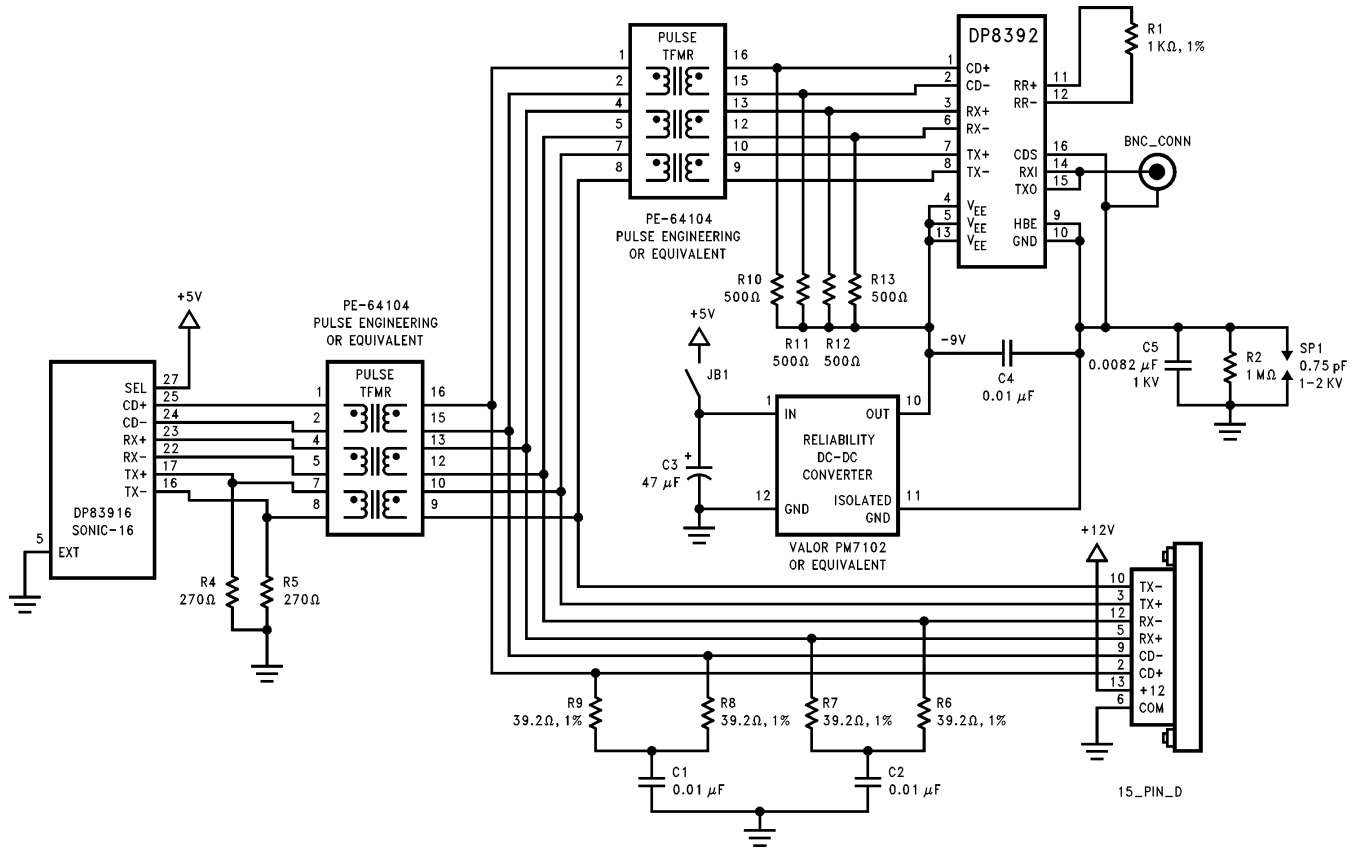 PULSE
TFMR
1
2
4
5
7
8
16
15
13
12
10
9
PE-64104
PULSE ENGINEERING
OR EQUIVALENT
DP8392
1
2
3
6
7
8
4
5
13
CD+
CD-
RX+
RX-
TX+
TX-
VEE
VEE
VEE
RR+
RR-
CDS
RXI
TXO
HBE
GND
11
12
16
14
15
9
10
R1
1KΩ, 1%
BNC_CONN
R10
500Ω
R11
500Ω
R12
500Ω
R13
500Ω
-9V
C4
0.01 μF
C5
0.0082 μF
1 KV
R2
1 MΩ
SP1
0.75 pF
1-2 KV
+5V
JB1
C3
47 μF
+
1
12
10
11
IN
OUT
RELIABILITY
DC-DC
CONVERTER
GND
ISOLATED
GND
VALOR PM7102
OR EQUIVALENT
+5V
PE-64104
PULSE ENGINEERING
OR EQUIVALENT
PULSE
TFMR
1
2
4
5
7
8
16
15
13
12
10
9
SEL
CD+
CD-
RX+
RX-
TX+
TX-
27
25
24
23
22
17
16
DP83916
SONIC-16
5
EXT
R4
270Ω
R5
270Ω
+12V
10
3
12
5
9
2
13
6
TX-
TX+
RX-
RX+
CD-
CD+
+12
COM
15_PIN_D
R9
39.2Ω, 1%
R8
39.2Ω, 1%
R7
39.2Ω, 1%
R6
39.2Ω, 1%
C1
0.01 μF
C2
0.01 μF